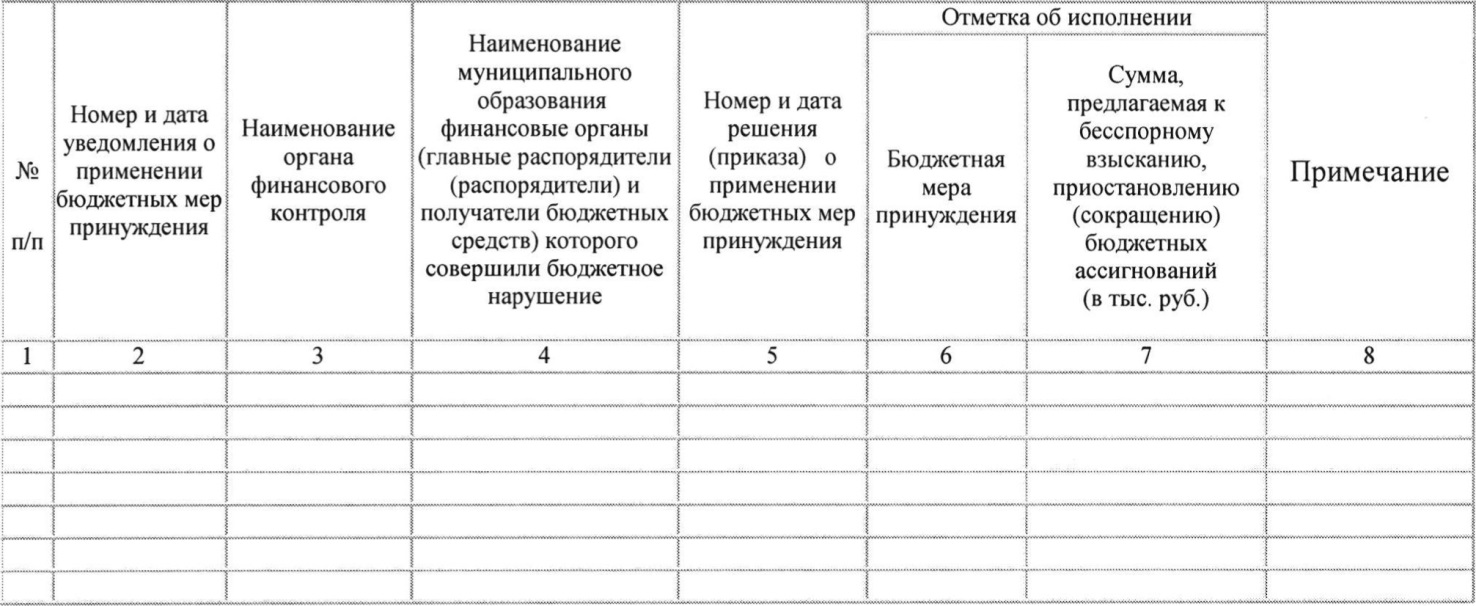 №
п/п
Номер и дата
уведомления о
применении
бюджетных мер
принуждения
Наименование
органа
финансового
контроля
Наименование
муниципального
образования
финансовые органы
(главные распорядители
(распорядители) и
получатели бюджетных
средств) которого
совершили бюджетное
нарушение
Номер и дата
решения
(приказа) о
применении
бюджетных мер
принуждения
Отметка об исполнении
Бюджетная
мера
принуждения
Сумма,
предлагаемая к
бесспорному
взысканию,
приостановлению
(сокращению)
бюджетных
ассигнований
(в тыс. руб.)
Примечание
1 2 3 4 5 6 7 8